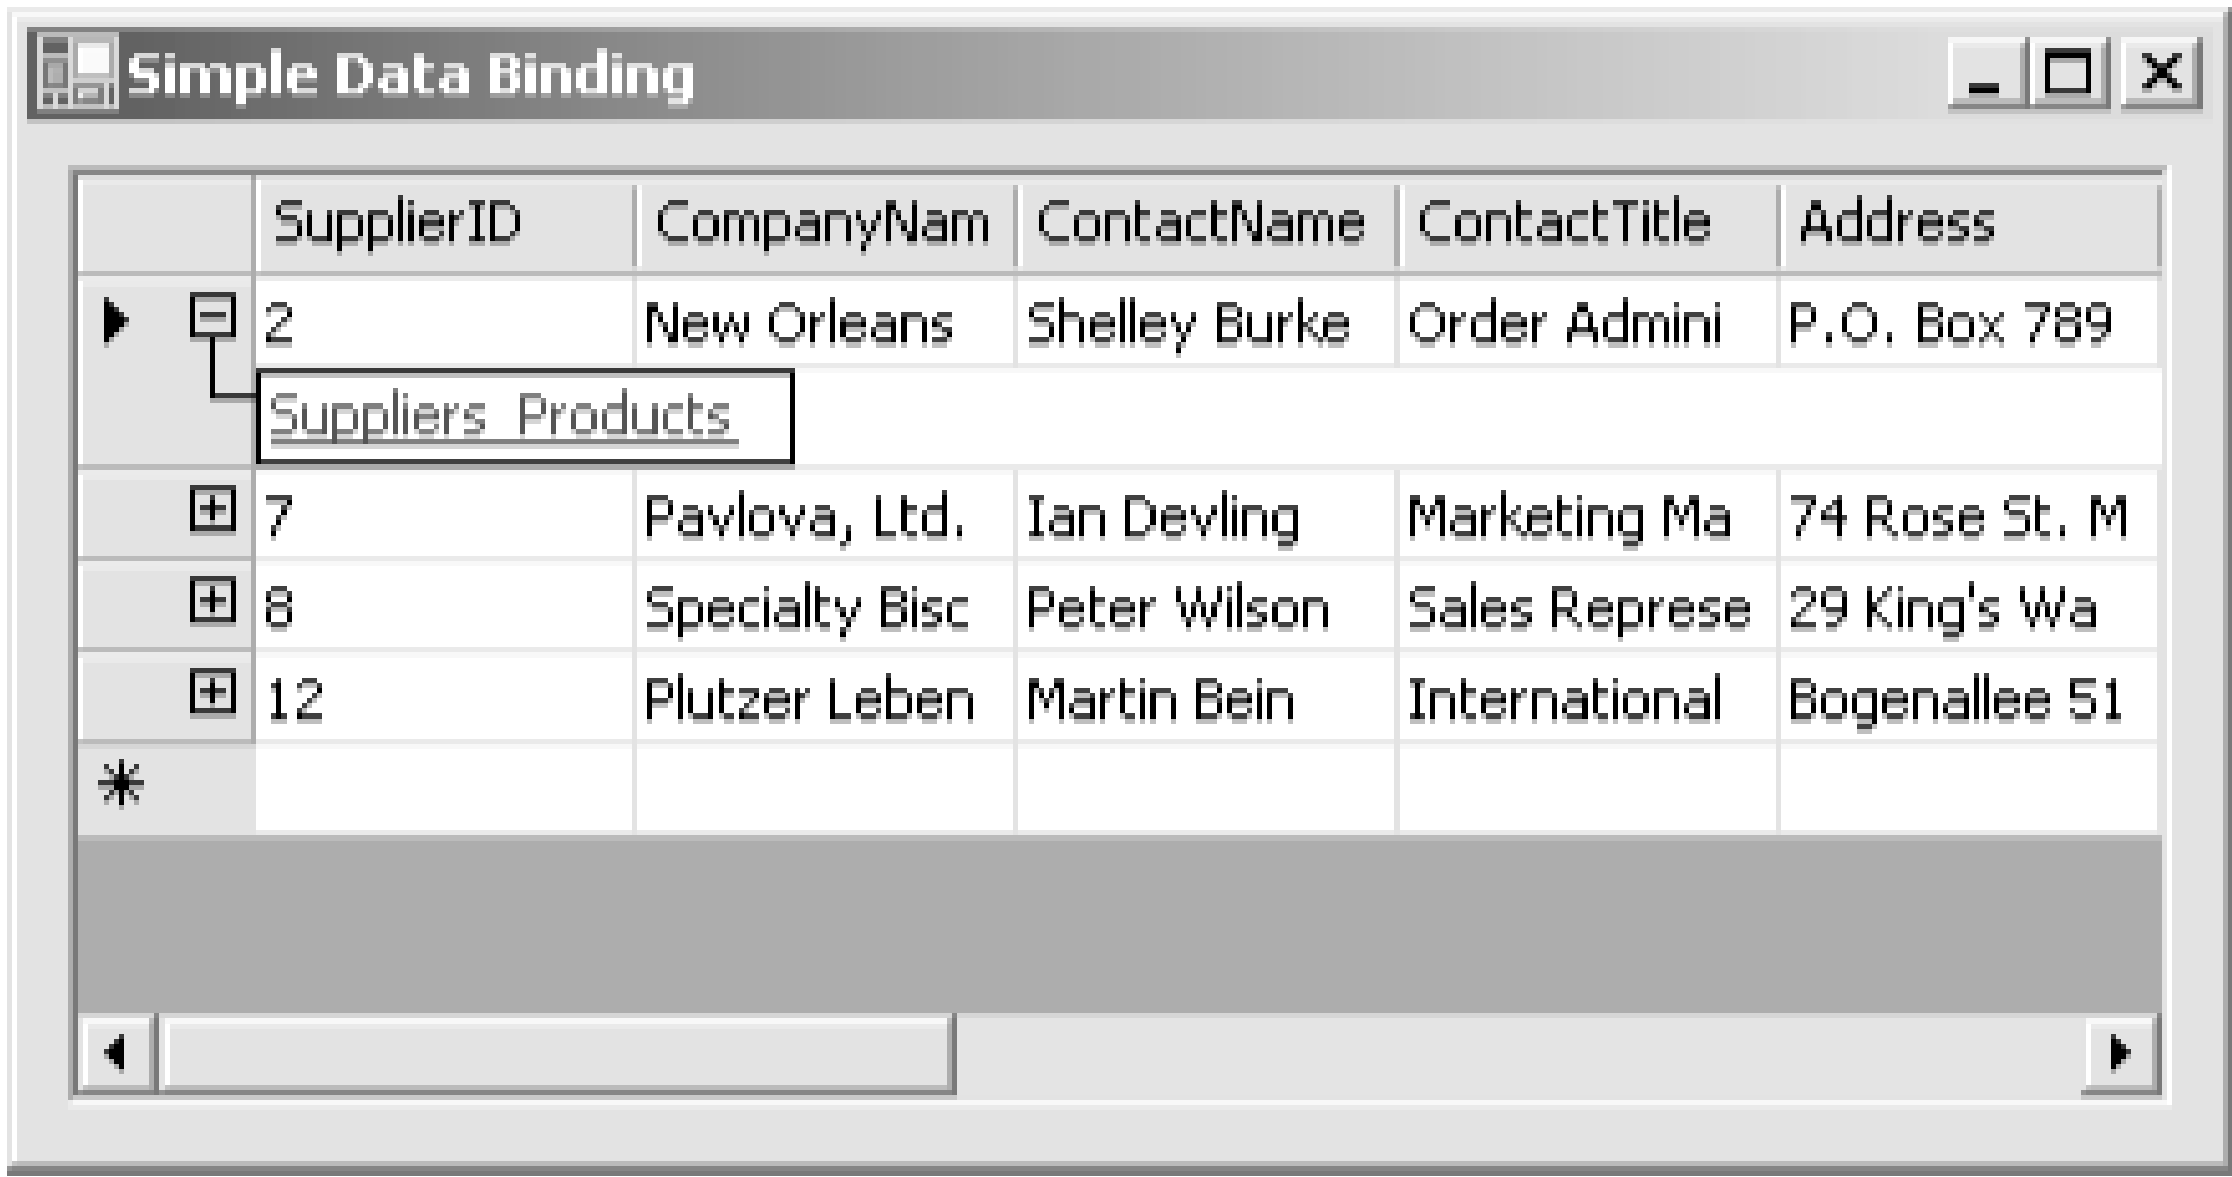 Simple Data Binding
SupplierID CompanyNam ContactName ContactTitle Address
2 New Orleans Shelley Burke Order Admini P.O. Box 789
Suppliers Products
7 Pavlova, Ltd. Ian Devling Marketing Ma 74 Rose St. M
8 Specialty Bisc Peter Wilson Sales Represe 29 King's Wa
12 Plutzer Leben Martin Bein International Bogenallee 51